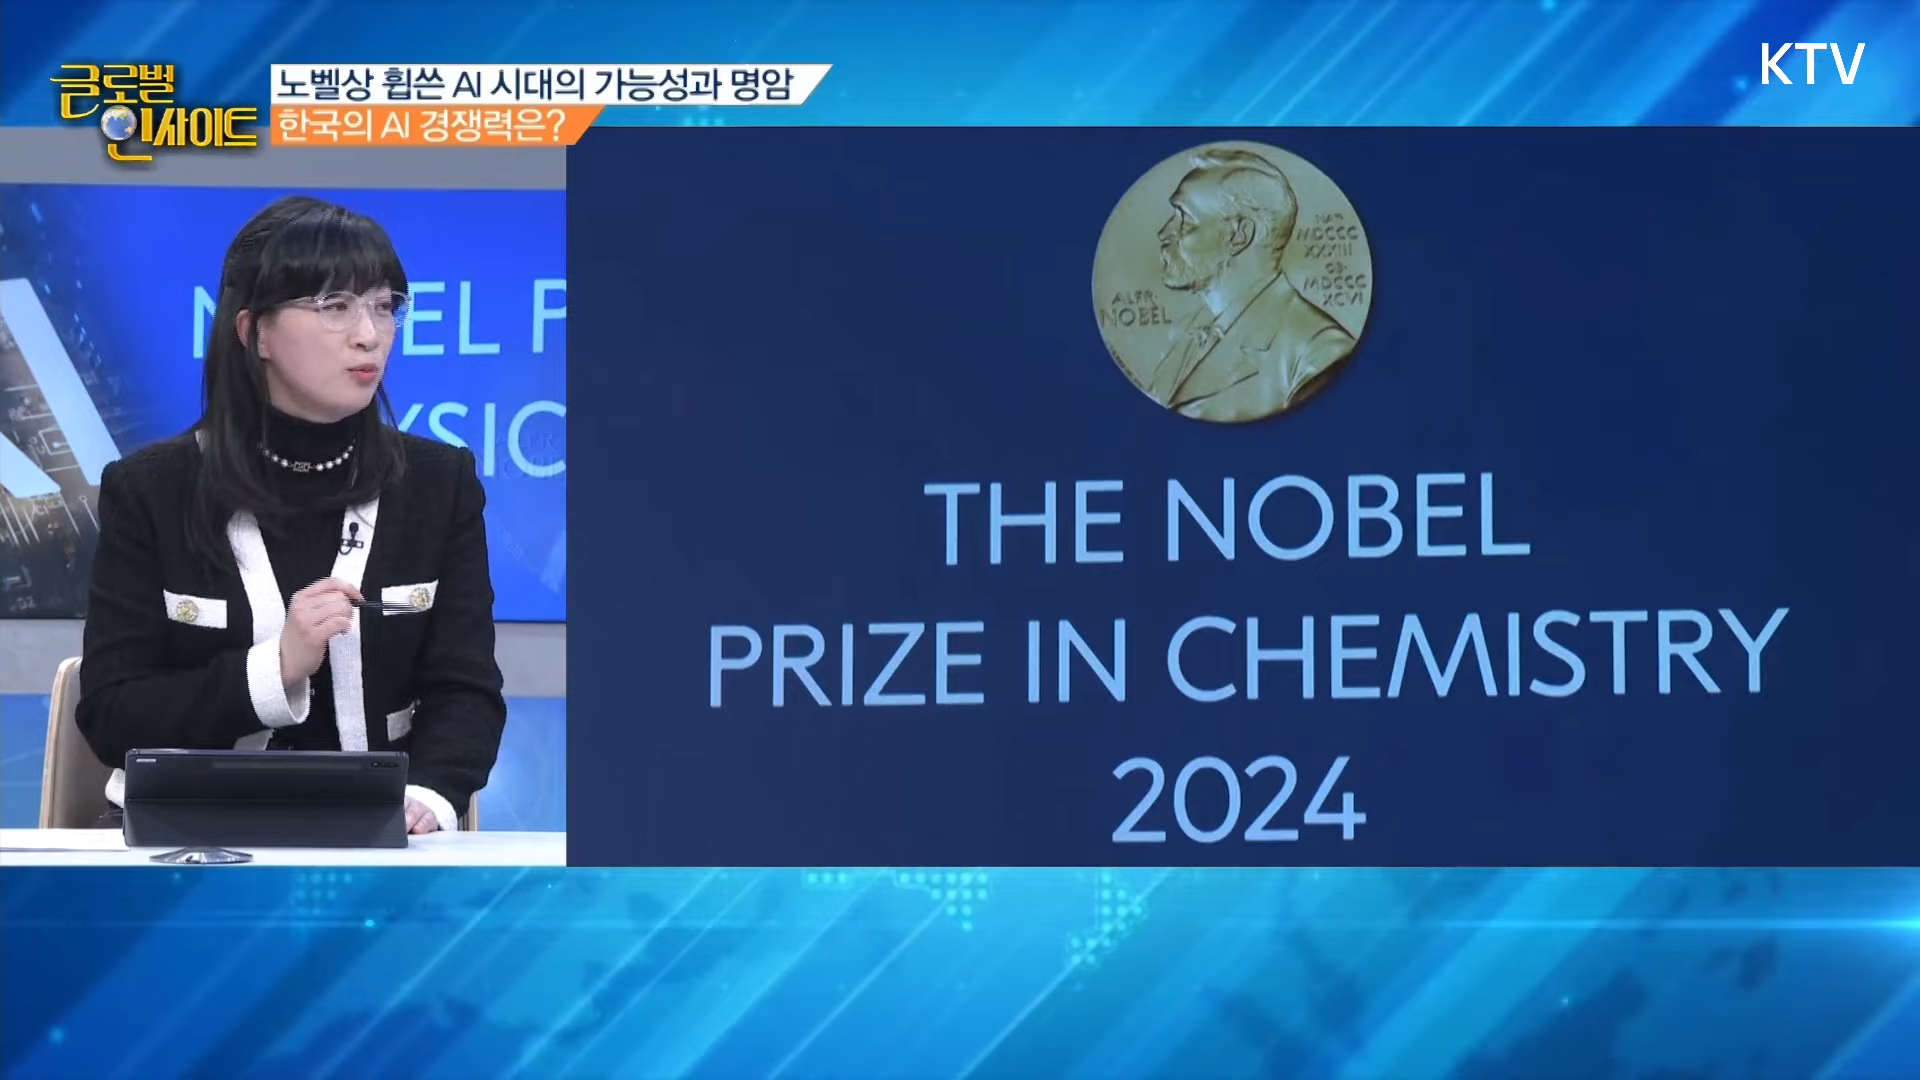 글로벌
인사이트
노벨상 휩쓴 AI 시대의 가능성과 명암
한국의 AI 경쟁력은?
KTV
EL P
YSIC
ALFR·
NOBEL
NAT·
MDCCC
XXXIII
OB·
MDCCC
XCVI
THE NOBEL
PRIZE IN CHEMISTRY
2024